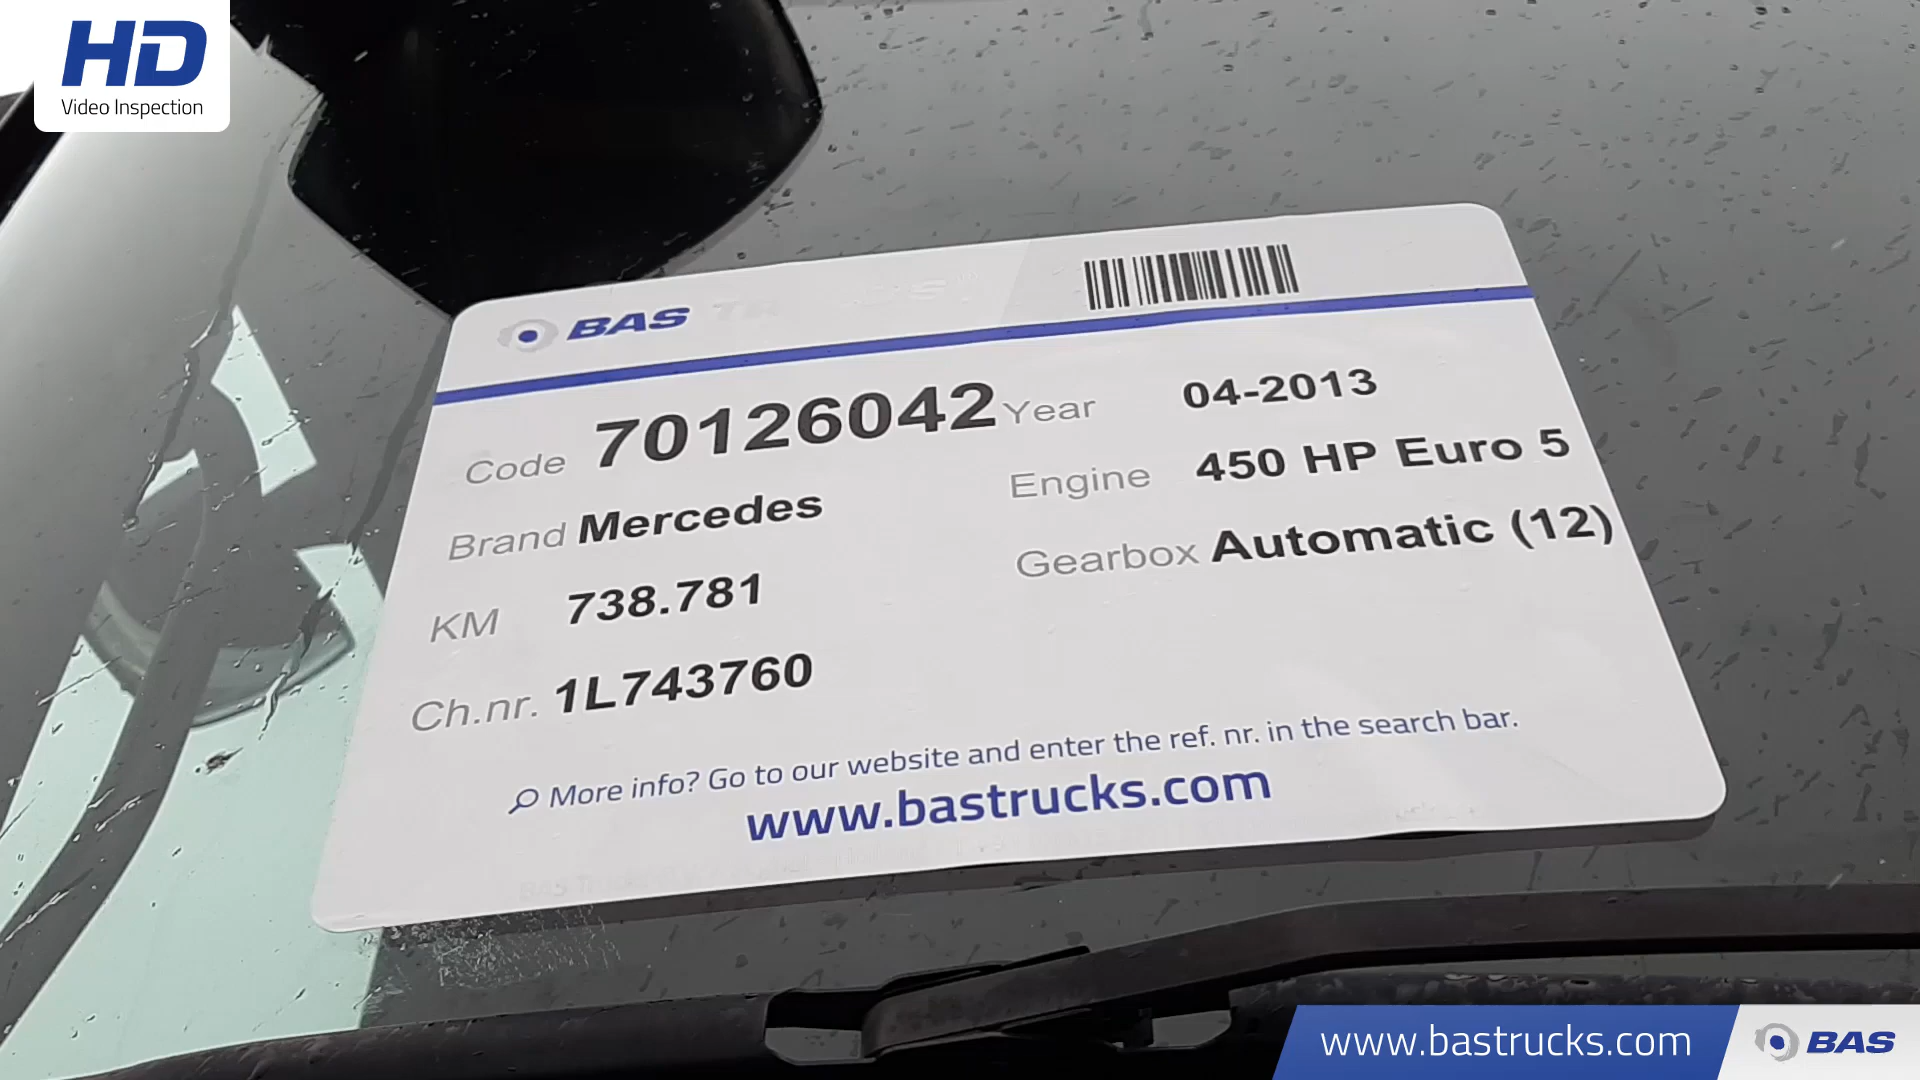 HD
Video Inspection
BAS
Code 70126042 Year 04-2013
Brand Mercedes Engine 450 HP Euro 5
KM 738.781 Gearbox Automatic (12)
Ch.nr. 1L743760
More info? Go to our website and enter the ref. nr. in the search bar.
www.bastrucks.com
www.bastrucks.com BAS